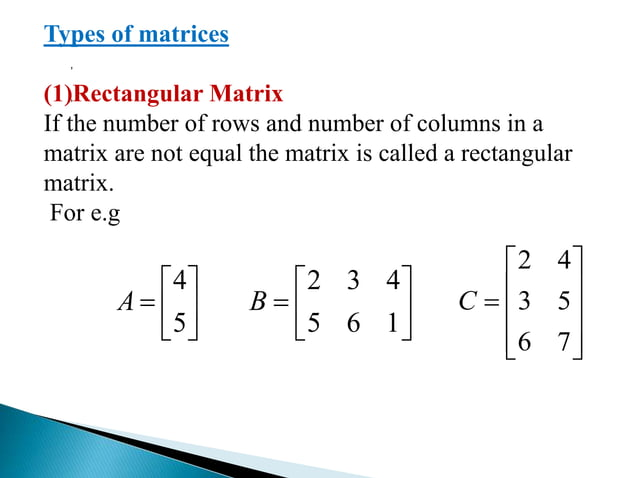 Types of matrices
(1)Rectangular Matrix
If the number of rows and number of columns in a
matrix are not equal the matrix is called a rectangular
matrix.
For e.g
A = [4; 5] B = [2 3 4; 5 6 1] C = [2 4; 3 5; 6 7]